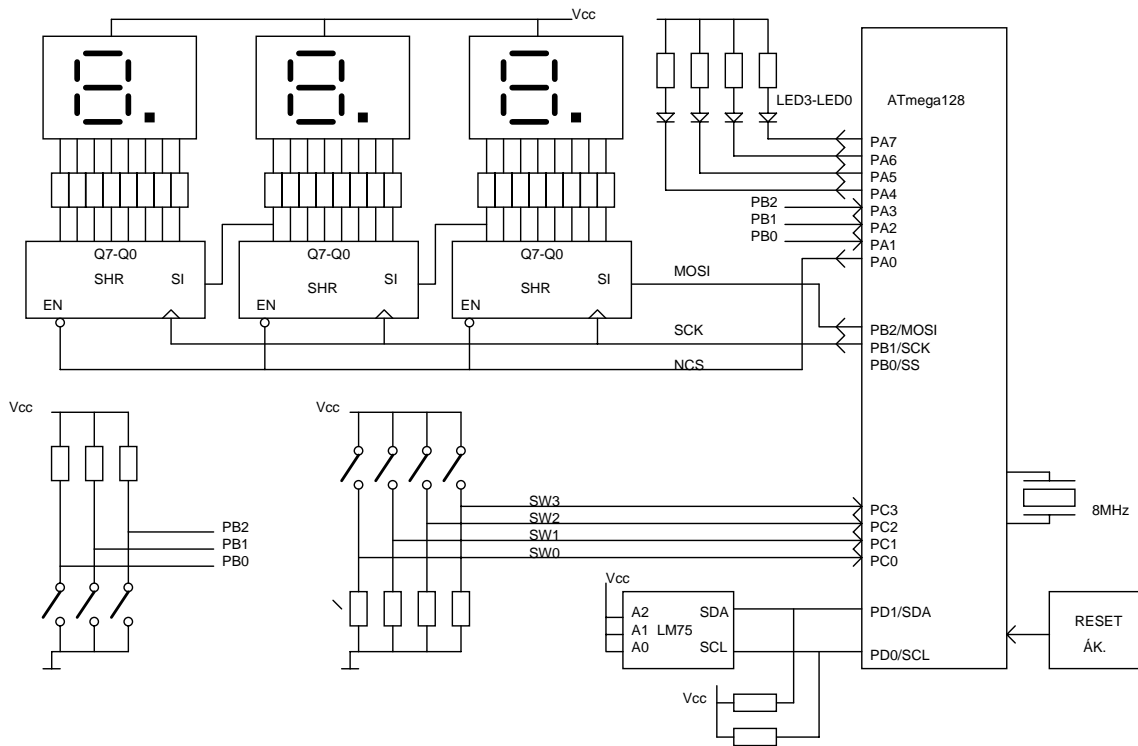 Vcc
LED3-LED0
ATmega128
PA7
PA6
PA5
PA4
PB2
PA3
PB1
PA2
PB0
PA1
PA0
Q7-Q0
Q7-Q0
Q7-Q0
SHR
SI
SHR
SI
SHR
SI
MOSI
EN
EN
EN
SCK
PB2/MOSI
PB1/SCK
NCS
PB0/SS
Vcc
Vcc
SW3
PC3
SW2
PC2
SW1
PC1
SW0
PC0
8MHz
PB2
PB1
PB0
Vcc
A2
SDA
PD1/SDA
A1
LM75
A0
SCL
PD0/SCL
RESET
ÁK.
Vcc